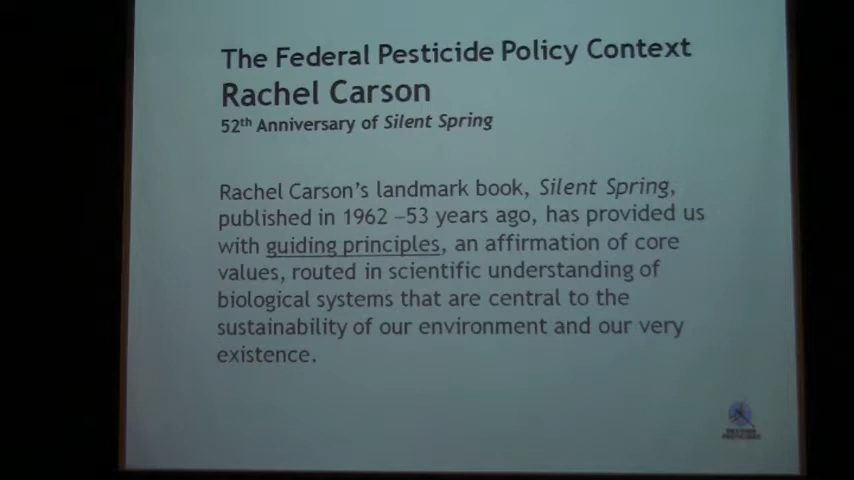 The Federal Pesticide Policy Context
Rachel Carson
52th Anniversary of Silent Spring
Rachel Carson's landmark book, Silent Spring,
published in 1962 –53 years ago, has provided us
with guiding principles, an affirmation of core
values, routed in scientific understanding of
biological systems that are central to the
sustainability of our environment and our very
existence.